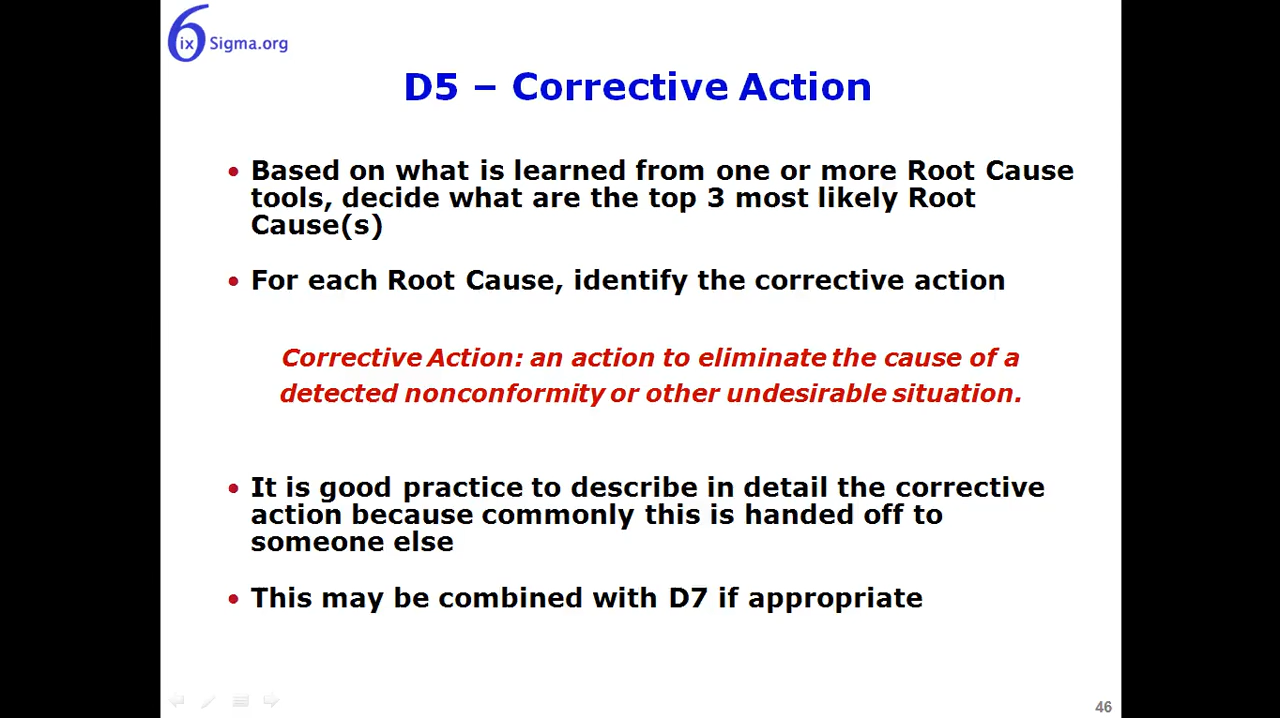 6ix Sigma.org
D5 – Corrective Action
• Based on what is learned from one or more Root Cause
tools, decide what are the top 3 most likely Root
Cause(s)
• For each Root Cause, identify the corrective action
Corrective Action: an action to eliminate the cause of a
detected nonconformity or other undesirable situation.
• It is good practice to describe in detail the corrective
action because commonly this is handed off to
someone else
• This may be combined with D7 if appropriate
46